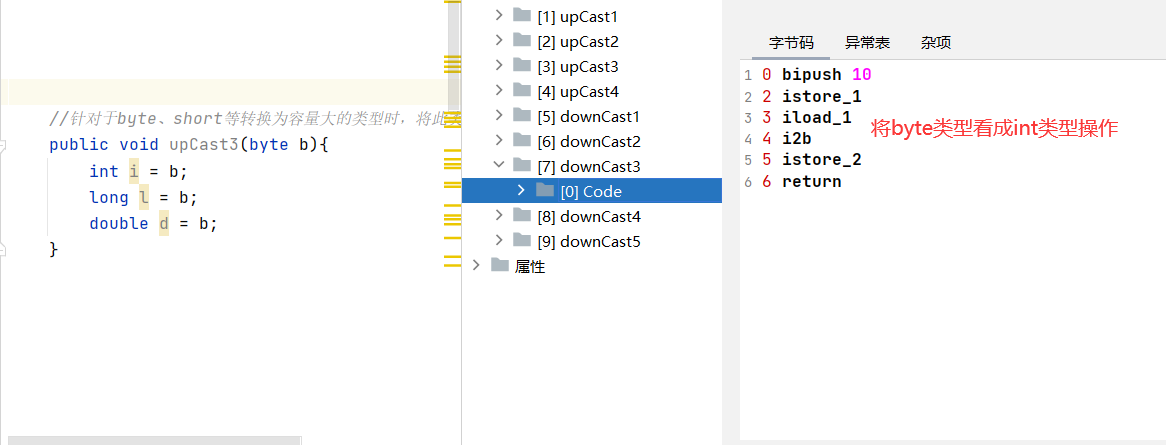 //针对于byte、short等转换为容量大的类型时，将此
public void upCast3(byte b){
int i = b;
long l = b;
double d = b;
}
[1] upCast1
[2] upCast2
[3] upCast3
[4] upCast4
[5] downCast1
[6] downCast2
[7] downCast3
[0] Code
[8] downCast4
[9] downCast5
属性
字节码 异常表 杂项
1 0 bipush 10
2 2 istore_1
3 3 iload_1
4 4 i2b
5 5 istore_2
6 6 return
将byte类型看成int类型操作